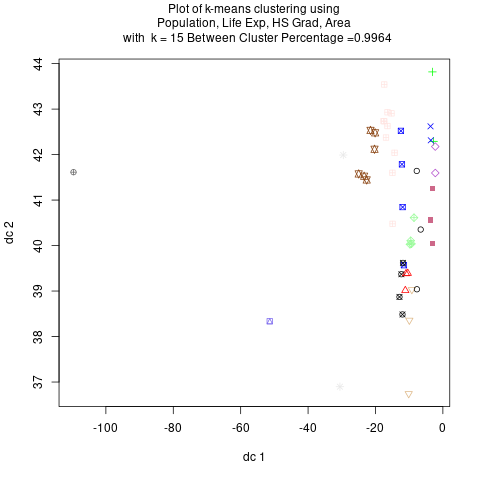 Plot of k-means clustering using
Population, Life Exp, HS Grad, Area
with k = 15 Between Cluster Percentage =0.9964
44
43
42
41
40
39
38
37
dc 2
-100 -80 -60 -40 -20 0
dc 1